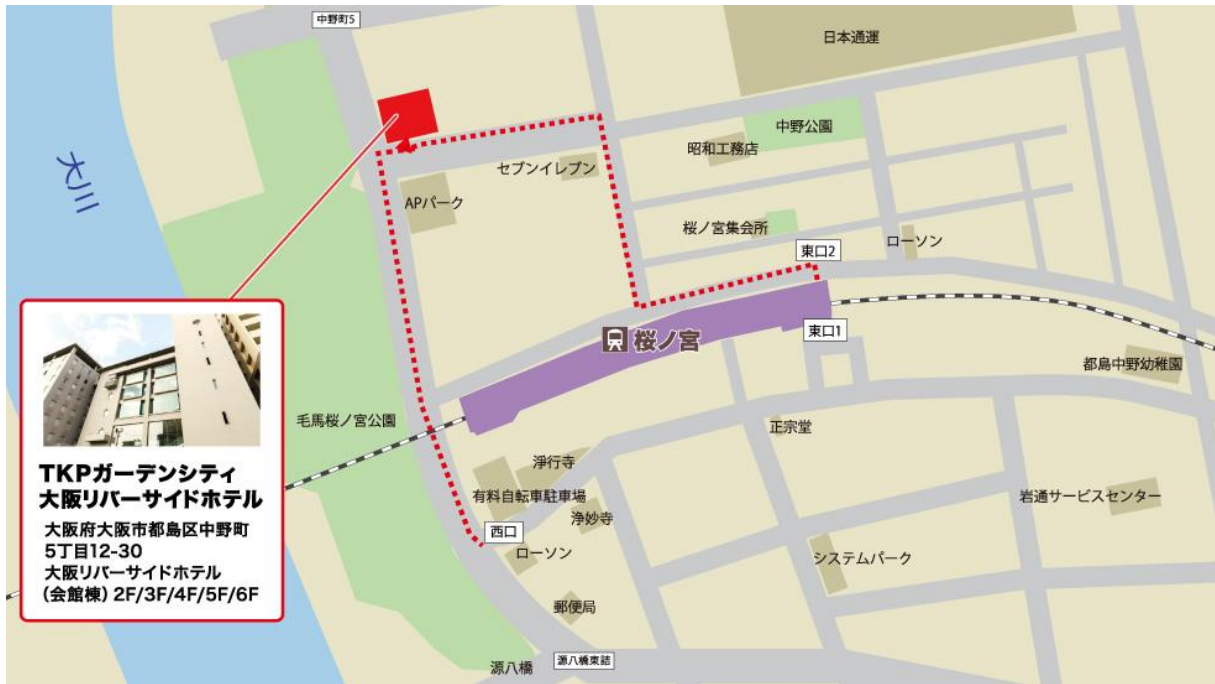 中野町5
日本通運
中野公園
昭和工務店
大川
セブンイレブン
APパーク
桜ノ宮集会所
ローソン
東口2
桜ノ宮
東口1
都島中野幼稚園
毛馬桜ノ宮公園
正宗堂
淨行寺
有料自転車駐車場
浄妙寺
岩通サービスセンター
西口
ローソン
システムパーク
郵便局
源八橋
源八橋東詰
TKPガーデンシティ
大阪リバーサイドホテル
大阪府大阪市都島区中野町
5丁目12-30
大阪リバーサイドホテル
(会館棟) 2F/3F/4F/5F/6F